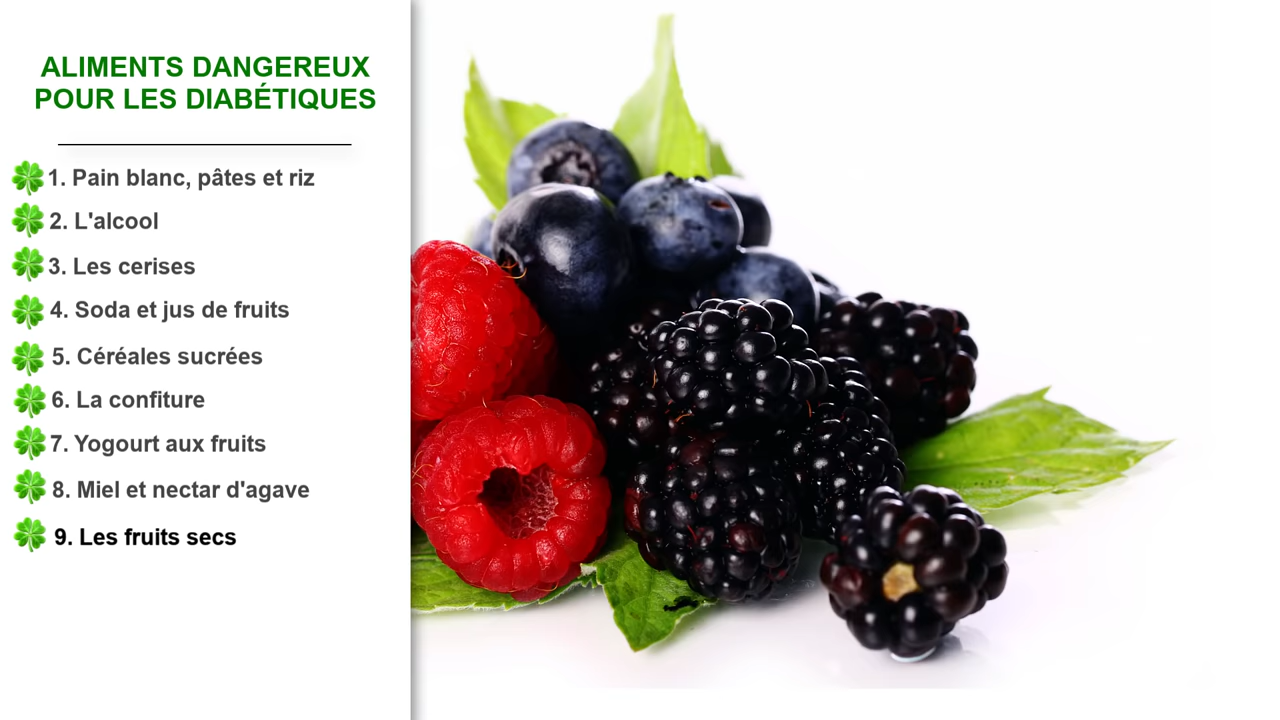 ALIMENTS DANGEREUX
POUR LES DIABÉTIQUES
1. Pain blanc, pâtes et riz
2. L'alcool
3. Les cerises
4. Soda et jus de fruits
5. Céréales sucrées
6. La confiture
7. Yogourt aux fruits
8. Miel et nectar d'agave
9. Les fruits secs